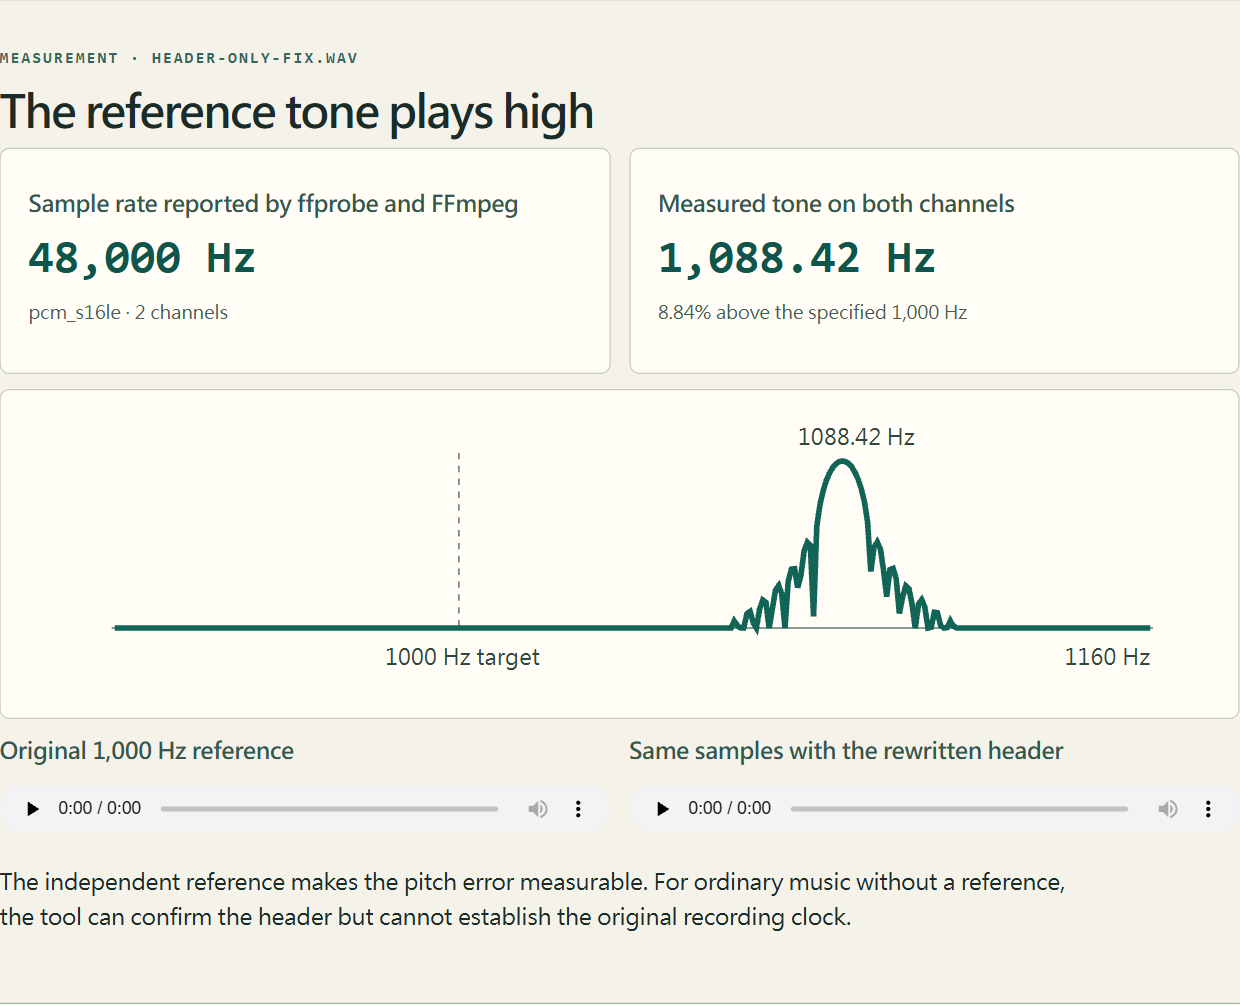 MEASUREMENT · HEADER-ONLY-FIX.WAV
The reference tone plays high
Sample rate reported by ffprobe and FFmpeg
48,000 Hz
pcm_s16le · 2 channels
Measured tone on both channels
1,088.42 Hz
8.84% above the specified 1,000 Hz
1088.42 Hz
1000 Hz target
1160 Hz
Original 1,000 Hz reference
0:00 / 0:00
Same samples with the rewritten header
0:00 / 0:00
The independent reference makes the pitch error measurable. For ordinary music without a reference,
the tool can confirm the header but cannot establish the original recording clock.